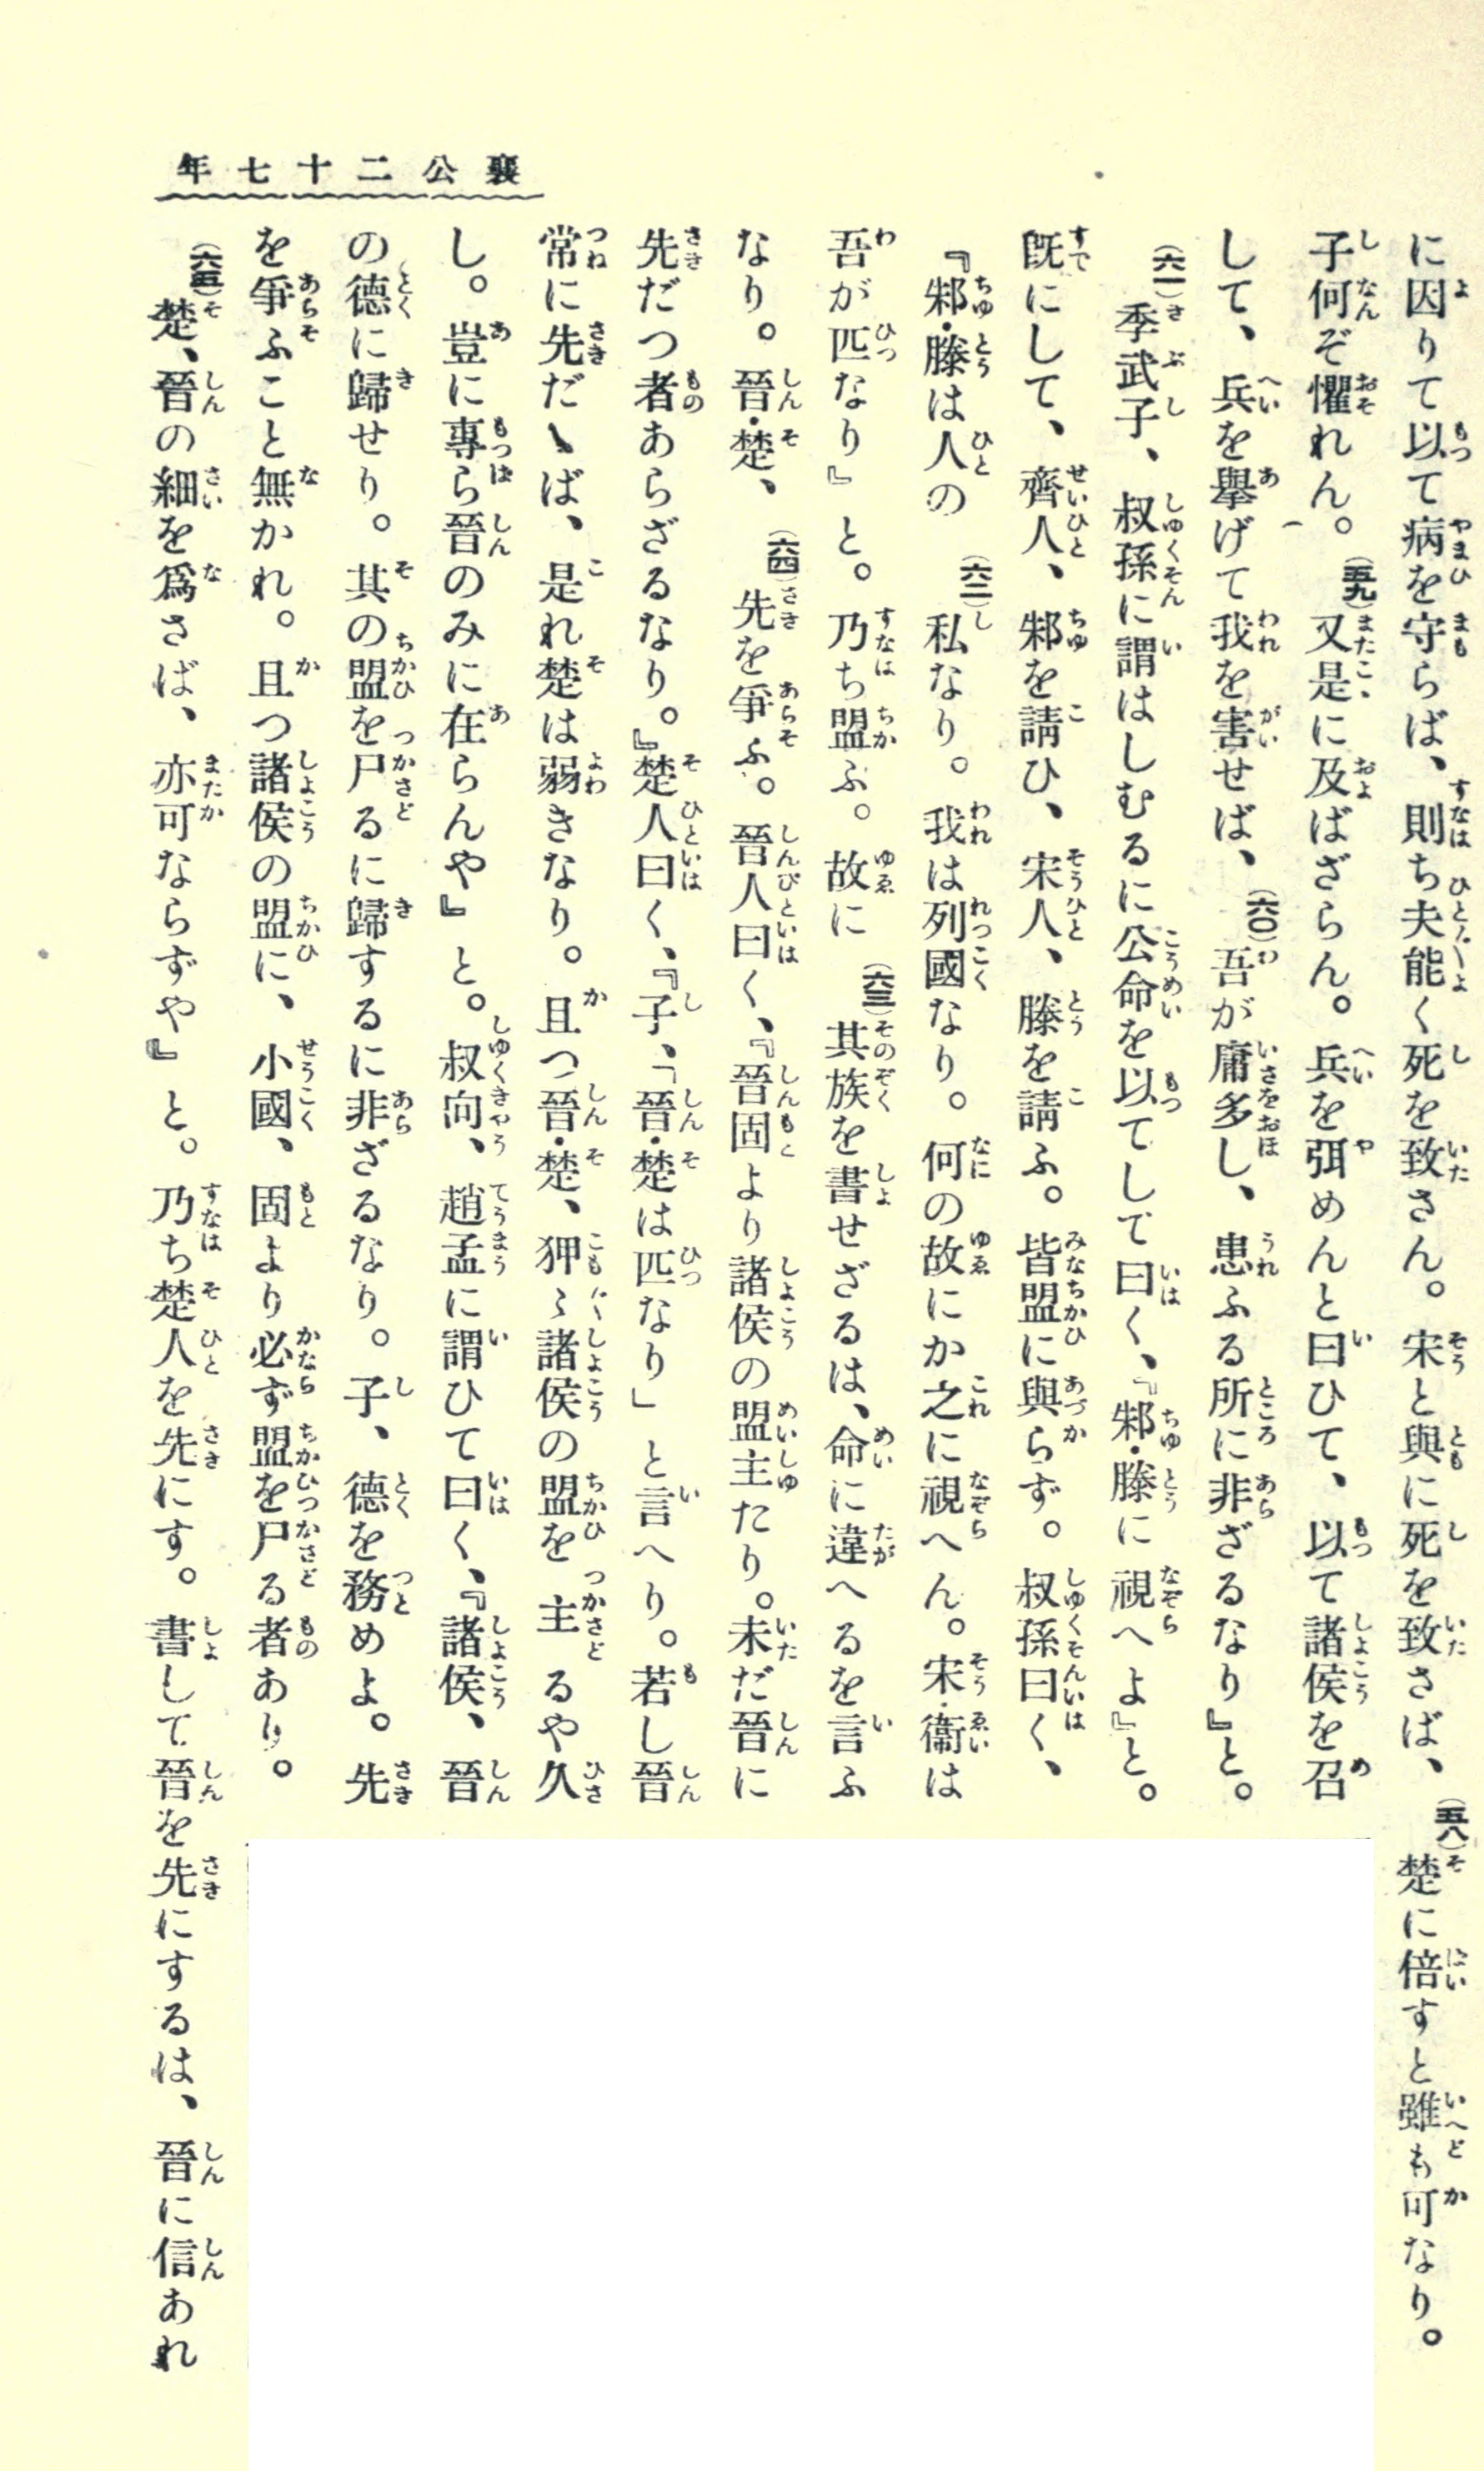 襄公二十七年
に因りて以て病を守らば、則ち夫能く死を致さん。宋と與に死を致さば、(五八)楚に倍すと雖も可なり。
子何ぞ懼れん。(五九)又是に及ばざらん。兵を弭めんと曰ひて、以て諸侯を召
して、兵を擧げて我を害せば、(六〇)吾が庸多し、患ふる所に非ざるなり』と。
(六一)季武子、叔孫に謂はしむるに公命を以てして曰く、『邾・滕に視へよ』と。
既にして、齊人、邾を請ひ、宋人、滕を請ふ。皆盟に與らず。叔孫曰く、
『邾・滕は人の(六二)私なり。我は列國なり。何の故にか之に視へん。宋・衞は
吾が匹なり』と。乃ち盟ふ。故に(六三)其族を書せざるは、命に違へるを言ふ
なり。晉・楚、(六四)先を爭ふ。晉人曰く、『晉固より諸侯の盟主たり。未だ晉に
先だつ者あらざるなり。』楚人曰く、『子、「晉・楚は匹なり」と言へり。若し晉
常に先だゝば、是れ楚は弱きなり。且つ晉・楚、狎〻諸侯の盟を主るや久
し。豈に專ら晉のみに在らんや』と。叔向、趙孟に謂ひて曰く、『諸侯、晉
の德に歸せり。其の盟を尸るに歸するに非ざるなり。子、德を務めよ。先
を爭ふこと無かれ。且つ諸侯の盟に、小國、固より必ず盟を尸る者あり。
(六五)楚、晉の細を爲さば、亦可ならずや』と。乃ち楚人を先にす。書して晉を先にするは、晉に信あれ